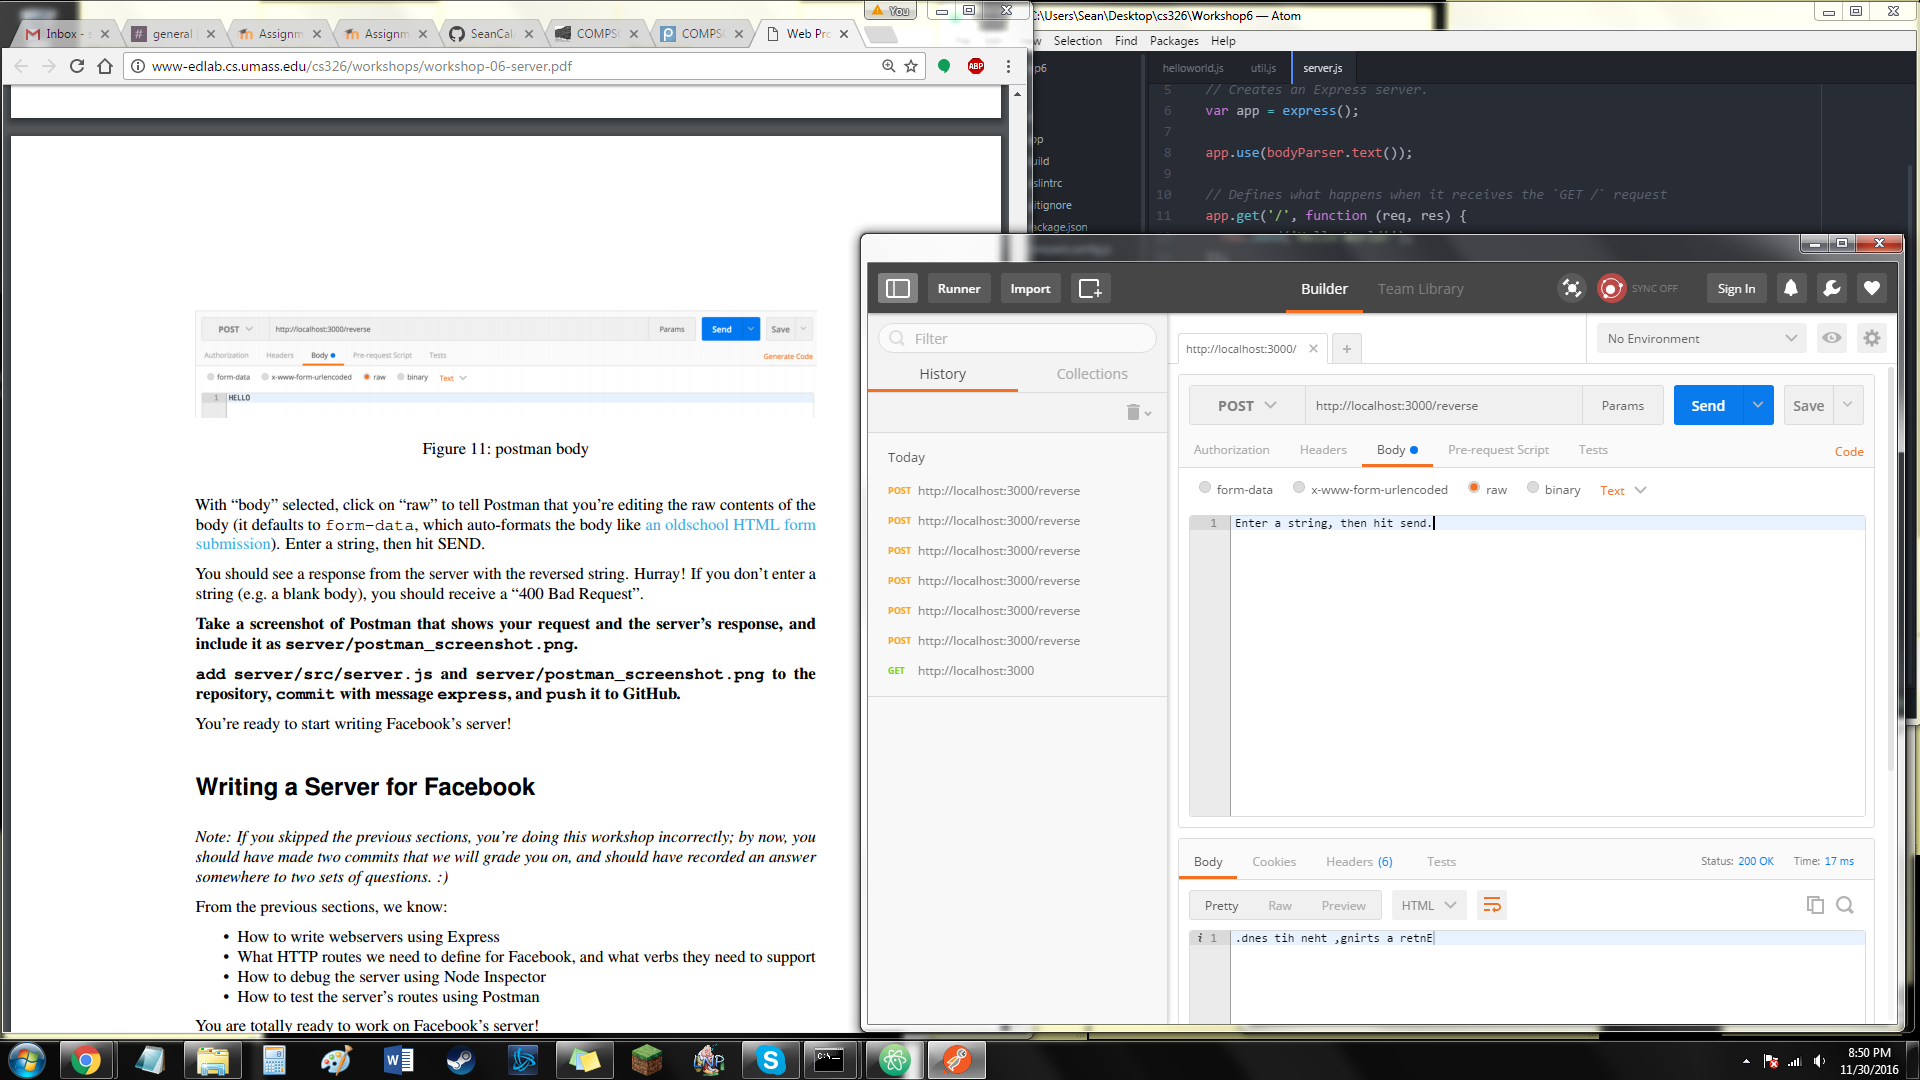 Inbox - s
general
Assignm
Assignm
SeanCal
COMPS
COMPS
Web Pro
You
www-edlab.cs.umass.edu/cs326/workshops/workshop-06-server.pdf
ABP
POST
http://localhost:3000/reverse
Params
Send
Save
Authorization
Headers
Body
Pre-request Script
Tests
Generate Code
form-data
x-www-form-urlencoded
raw
binary
Text
1 HELLO
Figure 11: postman body
With “body” selected, click on “raw” to tell Postman that you’re editing the raw contents of the
body (it defaults to form-data, which auto-formats the body like an oldschool HTML form
submission). Enter a string, then hit SEND.
You should see a response from the server with the reversed string. Hurray! If you don’t enter a
string (e.g. a blank body), you should receive a “400 Bad Request”.
Take a screenshot of Postman that shows your request and the server’s response, and
include it as server/postman_screenshot.png.
add server/src/server.js and server/postman_screenshot.png to the
repository, commit with message express, and push it to GitHub.
You’re ready to start writing Facebook’s server!
Writing a Server for Facebook
Note: If you skipped the previous sections, you’re doing this workshop incorrectly; by now, you
should have made two commits that we will grade you on, and should have recorded an answer
somewhere to two sets of questions. :)
From the previous sections, we know:
• How to write webservers using Express
• What HTTP routes we need to define for Facebook, and what verbs they need to support
• How to debug the server using Node Inspector
• How to test the server’s routes using Postman
You are totally ready to work on Facebook’s server!
:\Users\Sean\Desktop\cs326\Workshop6 — Atom
w Selection Find Packages Help
p6
helloworld.js
util.js
server.js
pp
uild
slintrc
itignore
ackage.json
5 // Creates an Express server.
6 var app = express();
7
8 app.use(bodyParser.text());
9
10 // Defines what happens when it receives the `GET /` request
11 app.get('/', function (req, res) {
Runner
Import
Builder
Team Library
SYNC OFF
Sign In
Filter
History
Collections
Today
POST http://localhost:3000/reverse
POST http://localhost:3000/reverse
POST http://localhost:3000/reverse
POST http://localhost:3000/reverse
POST http://localhost:3000/reverse
POST http://localhost:3000/reverse
GET http://localhost:3000
http://localhost:3000/
No Environment
POST
http://localhost:3000/reverse
Params
Send
Save
Authorization
Headers
Body
Pre-request Script
Tests
Code
form-data
x-www-form-urlencoded
raw
binary
Text
1 Enter a string, then hit send.
Body
Cookies
Headers (6)
Tests
Status: 200 OK
Time: 17 ms
Pretty
Raw
Preview
HTML
i 1 .dnes tih neht ,gnirts a retnE
8:50 PM
11/30/2016